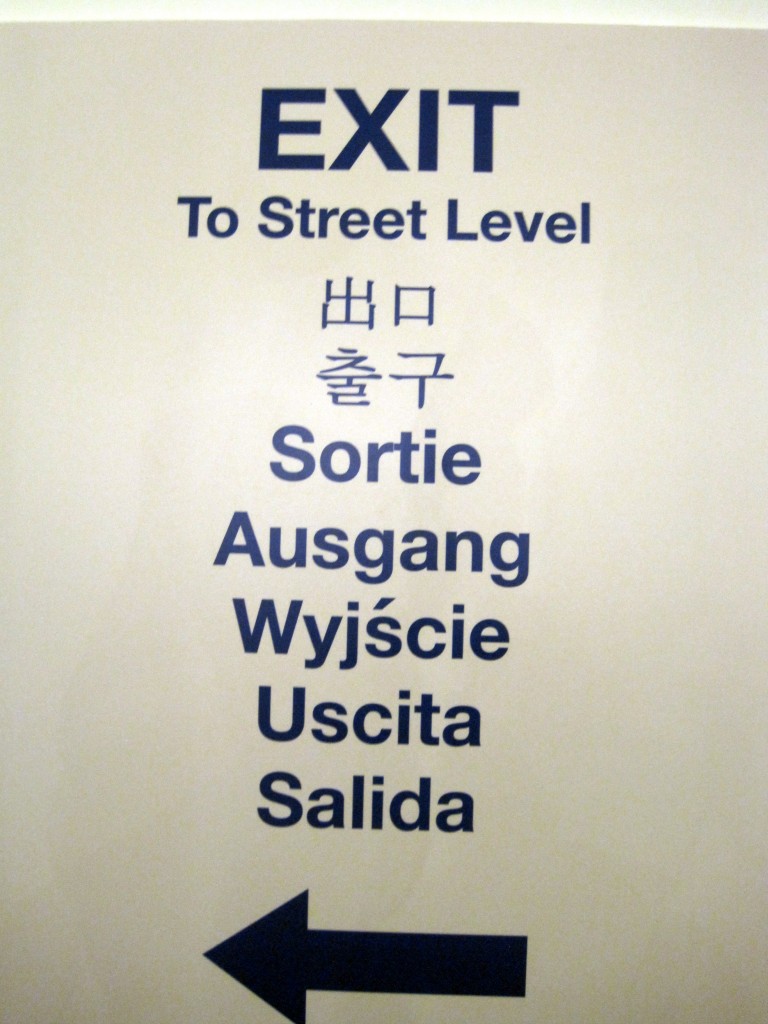 EXIT
To Street Level
出口
출구
Sortie
Ausgang
Wyjście
Uscita
Salida